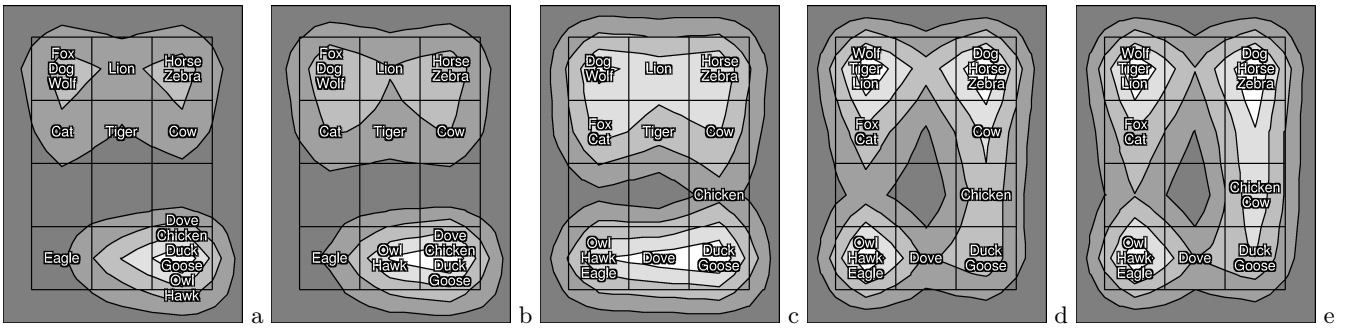 Fox
Dog
Wolf
Lion
Horse
Zebra
Cat
Tiger
Cow
Dove
Chicken
Duck
Goose
Owl
Hawk
Eagle
a
Fox
Dog
Wolf
Lion
Horse
Zebra
Cat
Tiger
Cow
Eagle
Owl
Hawk
Dove
Chicken
Duck
Goose
b
Dog
Wolf
Lion
Horse
Zebra
Fox
Cat
Tiger
Cow
Chicken
Owl
Hawk
Eagle
Dove
Duck
Goose
c
Wolf
Tiger
Lion
Dog
Horse
Zebra
Fox
Cat
Cow
Chicken
Owl
Hawk
Eagle
Dove
Duck
Goose
d
Wolf
Tiger
Lion
Dog
Horse
Zebra
Fox
Cat
Chicken
Cow
Owl
Hawk
Eagle
Dove
Duck
Goose
e